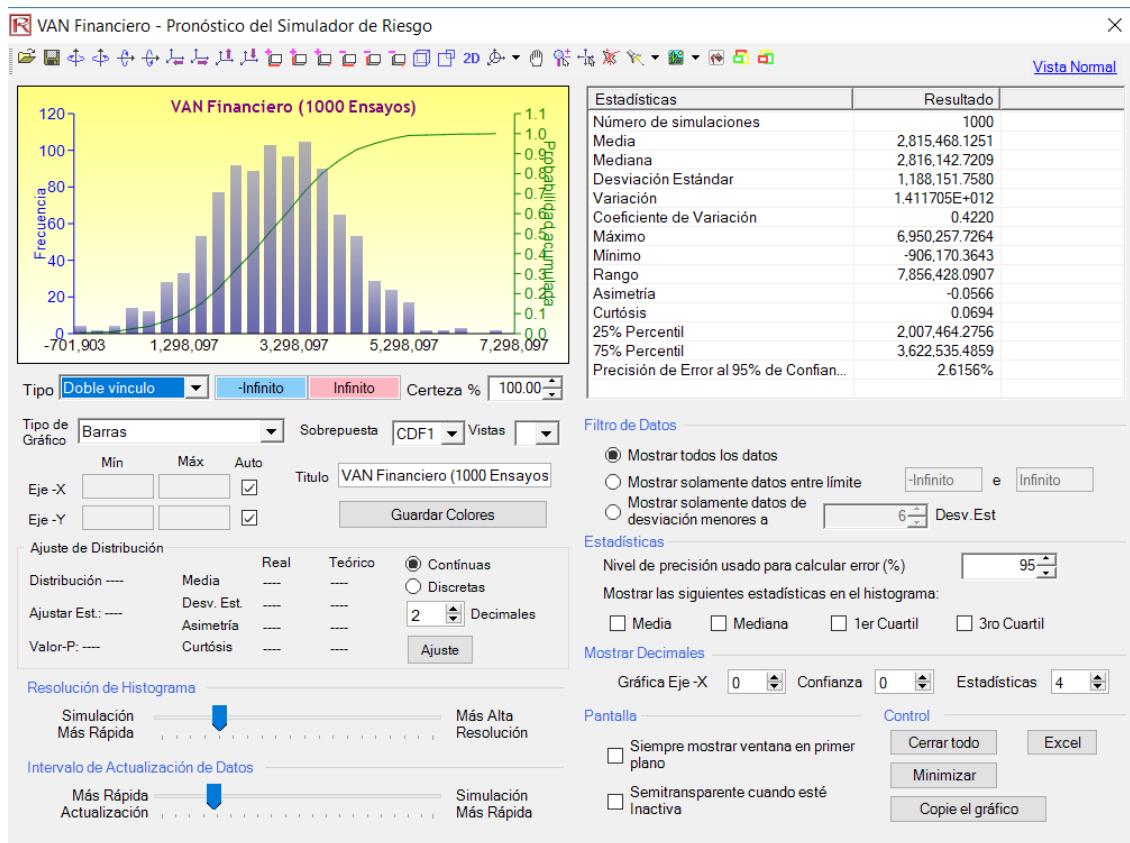 VAN Financiero - Pronóstico del Simulador de Riesgo
2D
Vista Normal
VAN Financiero (1000 Ensayos)
120
100
80
60
40
20
0
Frecuencia
1.1
1.0
0.9
0.8
0.7
0.6
0.5
0.4
0.3
0.2
0.1
0.0
Probabilidad acumulada
-701,903 1,298,097 3,298,097 5,298,097 7,298,097
Estadísticas Resultado
Número de simulaciones 1000
Media 2,815,468.1251
Mediana 2,816,142.7209
Desviación Estándar 1,188,151.7580
Variación 1.411705E+012
Coeficiente de Variación 0.4220
Máximo 6,950,257.7264
Mínimo -906,170.3643
Rango 7,856,428.0907
Asimetría -0.0566
Curtósis 0.0694
25% Percentil 2,007,464.2756
75% Percentil 3,622,535.4859
Precisión de Error al 95% de Confian... 2.6156%
Tipo Doble vínculo -Infinito Infinito Certeza % 100.00
Tipo de Gráfico Barras Sobrepuesta CDF1 Vistas
Mín Máx Auto
Eje -X
Eje -Y
Titulo VAN Financiero (1000 Ensayos
Guardar Colores
Ajuste de Distribución
Real Teórico
Distribución ---- Media ---- ----
Ajustar Est.: ---- Desv. Est. ---- ----
Asimetría ---- ----
Valor-P: ---- Curtósis ---- ----
Contínuas
Discretas
2 Decimales
Ajuste
Resolución de Histograma
Simulación Más Rápida
Más Alta Resolución
Intervalo de Actualización de Datos
Más Rápida Actualización
Simulación Más Rápida
Filtro de Datos
Mostrar todos los datos
Mostrar solamente datos entre límite -Infinito e Infinito
Mostrar solamente datos de
desviación menores a 6 Desv.Est
Estadísticas
Nivel de precisión usado para calcular error (%) 95
Mostrar las siguientes estadísticas en el histograma:
Media Mediana 1er Cuartil 3ro Cuartil
Mostrar Decimales
Gráfica Eje -X 0 Confianza 0 Estadísticas 4
Pantalla
Siempre mostrar ventana en primer
plano
Semitransparente cuando esté
Inactiva
Control
Cerrar todo Excel
Minimizar
Copie el gráfico